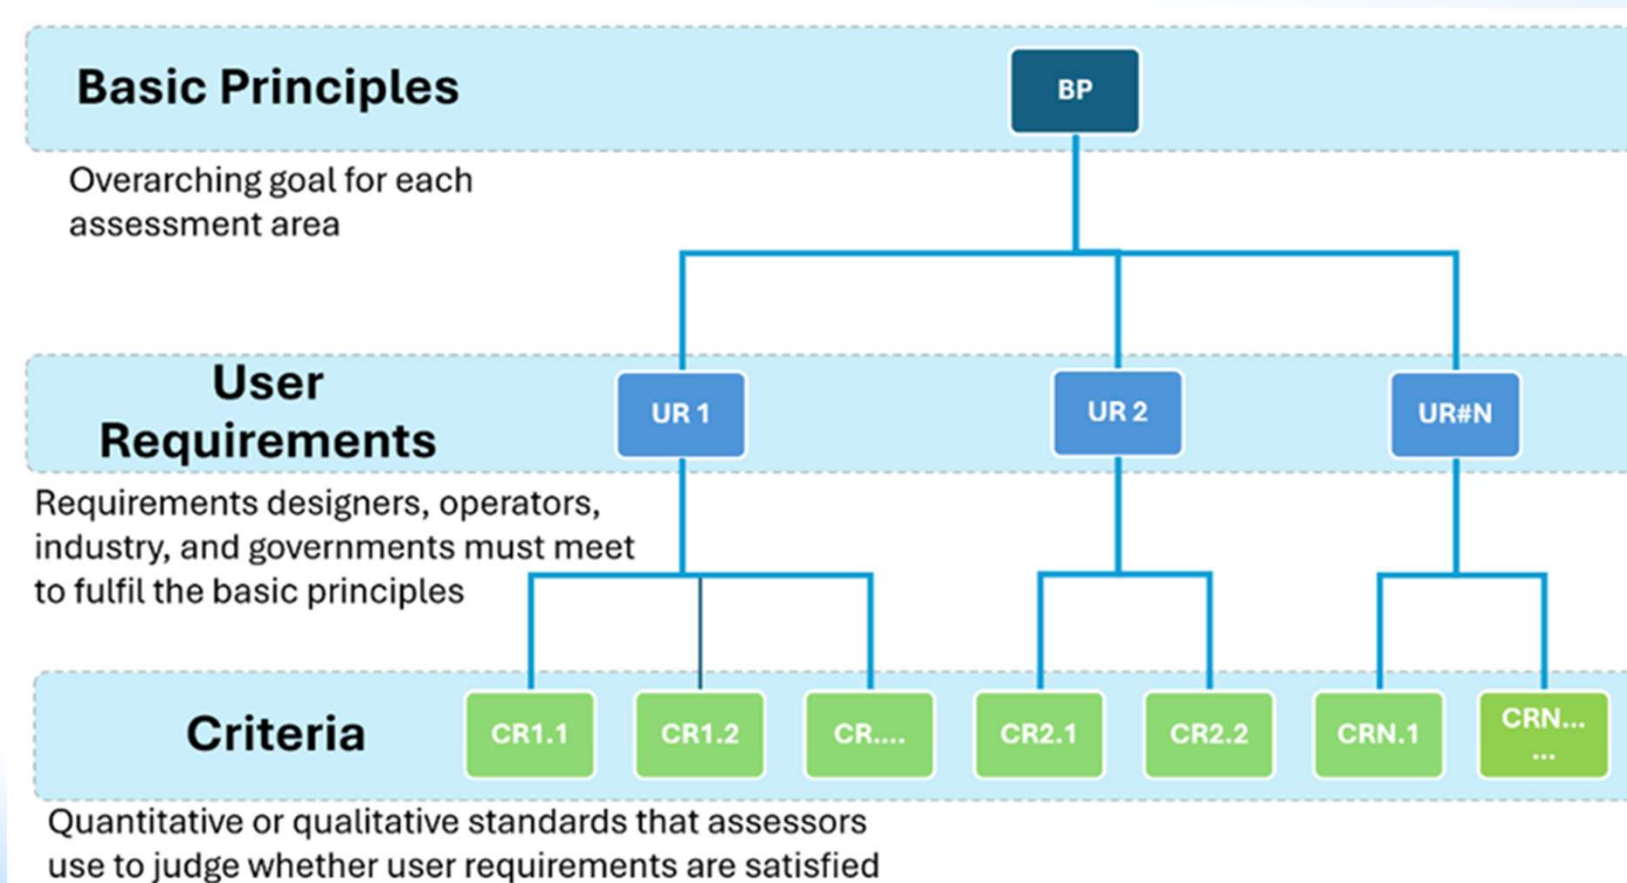 Basic Principles
BP
Overarching goal for each
assessment area
User
Requirements
UR 1
UR 2
UR#N
Requirements designers, operators,
industry, and governments must meet
to fulfil the basic principles
Criteria
CR1.1
CR1.2
CR....
CR2.1
CR2.2
CRN.1
CRN...
...
Quantitative or qualitative standards that assessors
use to judge whether user requirements are satisfied